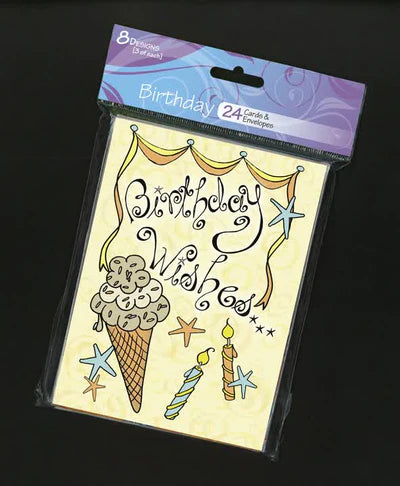 8 DESIGNS
[3 of each]
Birthday 24 Cards & Envelopes
Birthday
Wishes...